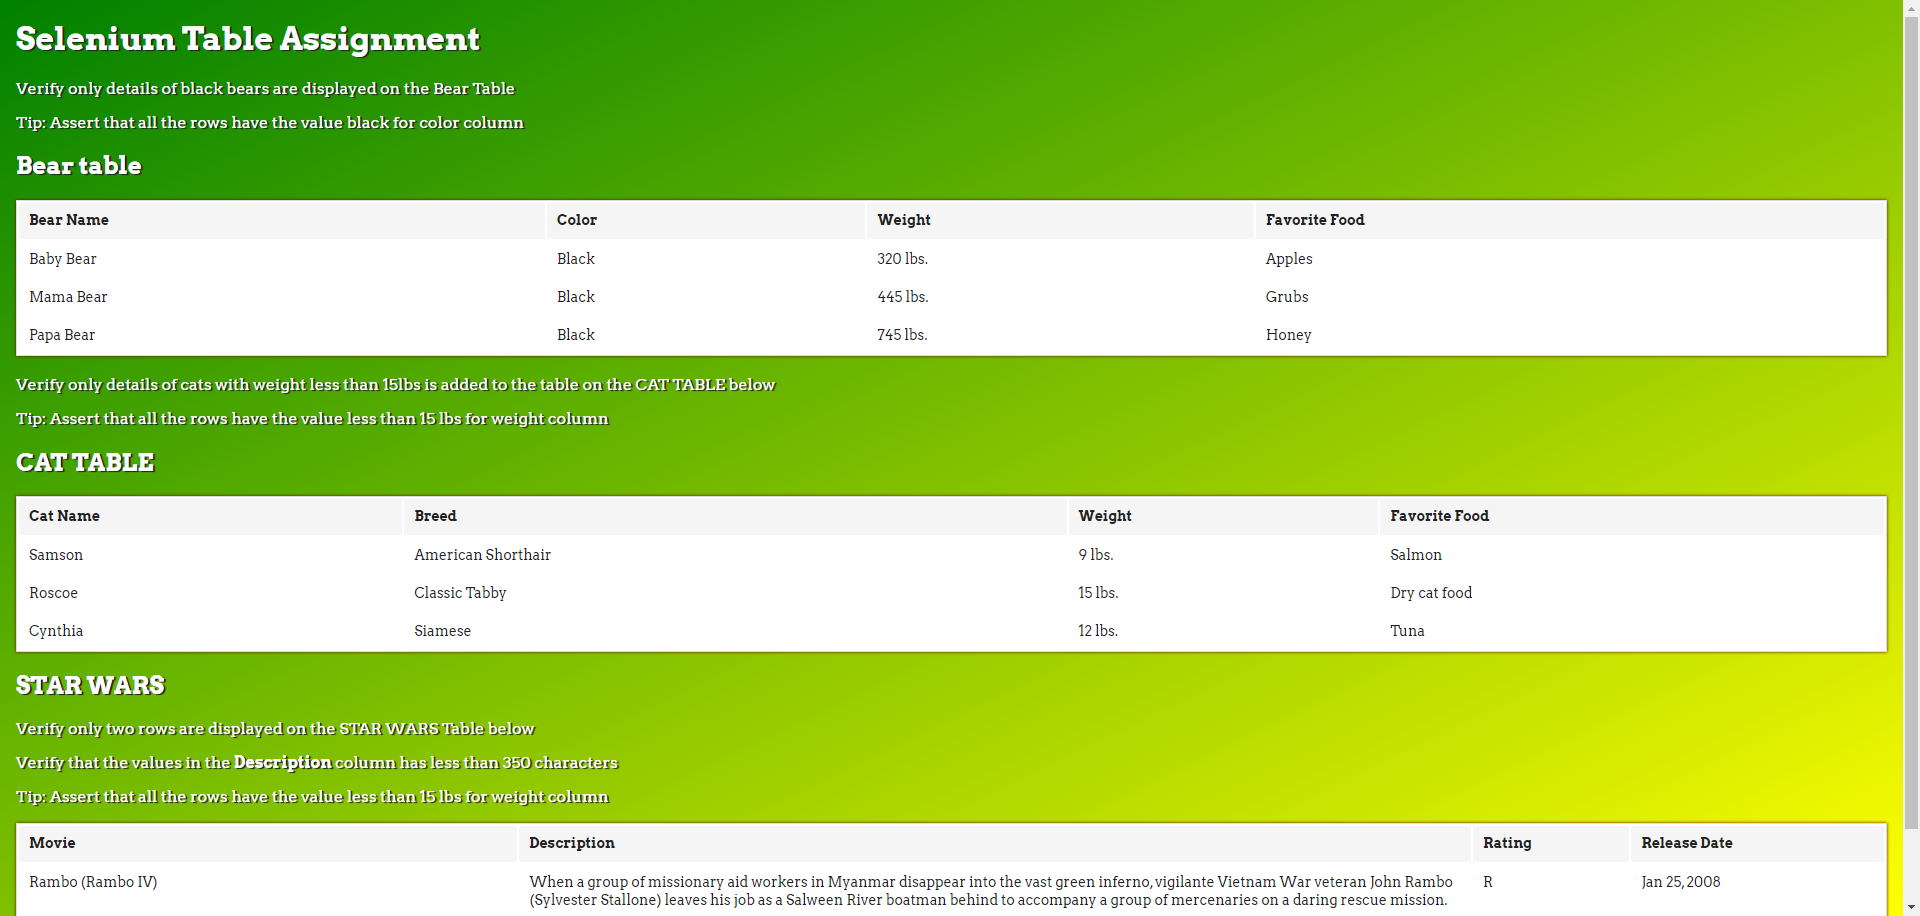 Selenium Table Assignment
Verify only details of black bears are displayed on the Bear Table
Tip: Assert that all the rows have the value black for color column
Bear table
Bear Name Color Weight Favorite Food
Baby Bear Black 320 lbs. Apples
Mama Bear Black 445 lbs. Grubs
Papa Bear Black 745 lbs. Honey
Verify only details of cats with weight less than 15lbs is added to the table on the CAT TABLE below
Tip: Assert that all the rows have the value less than 15 lbs for weight column
CAT TABLE
Cat Name Breed Weight Favorite Food
Samson American Shorthair 9 lbs. Salmon
Roscoe Classic Tabby 15 lbs. Dry cat food
Cynthia Siamese 12 lbs. Tuna
STAR WARS
Verify only two rows are displayed on the STAR WARS Table below
Verify that the values in the Description column has less than 350 characters
Tip: Assert that all the rows have the value less than 15 lbs for weight column
Movie Description Rating Release Date
Rambo (Rambo IV) When a group of missionary aid workers in Myanmar disappear into the vast green inferno, vigilante Vietnam War veteran John Rambo R Jan 25, 2008
(Sylvester Stallone) leaves his job as a Salween River boatman behind to accompany a group of mercenaries on a daring rescue mission.